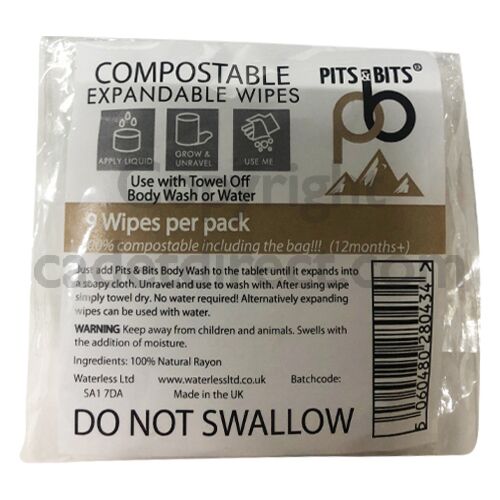 COMPOSTABLE
EXPANDABLE WIPES
PITS & BITS®
pb
APPLY LIQUID
GROW & UNRAVEL
USE ME
Use with Towel Off
Body Wash or Water
9 Wipes per pack
100% compostable including the bag!!! (12months+)
Copyright
cadetdirect.com
Just add Pits & Bits Body Wash to the tablet until it expands into
a soapy cloth. Unravel and use to wash with. After using wipe
simply towel dry. No water required! Alternatively expanding
wipes can be used with water.
WARNING Keep away from children and animals. Swells with
the addition of moisture.
Ingredients: 100% Natural Rayon
Waterless Ltd www.waterlessltd.co.uk Batchcode:
SA1 7DA Made in the UK
DO NOT SWALLOW
5 060480 280434 >